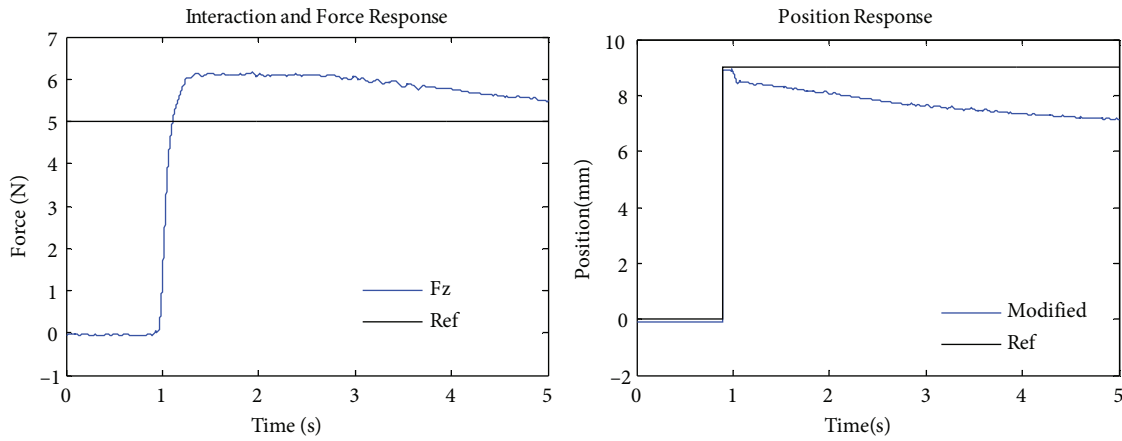 Interaction and Force Response
7
6
5
4
3
2
1
0
−1
Force (N)
Fz
Ref
0 1 2 3 4 5
Time (s)
Position Response
10
8
6
4
2
0
−2
Position(mm)
Modified
Ref
0 1 2 3 4 5
Time(s)